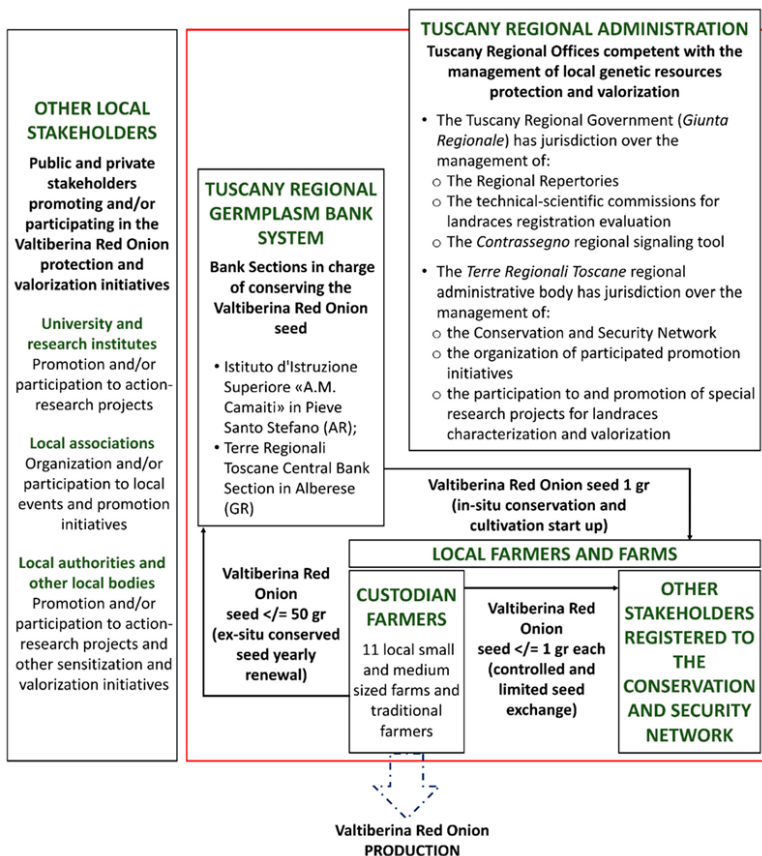 OTHER LOCAL
STAKEHOLDERS
Public and private
stakeholders
promoting and/or
participating in the
Valtiberina Red Onion
protection and
valorization initiatives
University and
research institutes
Promotion and/or
participation to action-
research projects
Local associations
Organization and/or
participation to local
events and promotion
initiatives
Local authorities and
other local bodies
Promotion and/or
participation to action-
research projects and
other sensitization and
valorization initiatives
TUSCANY REGIONAL
GERMPLASM BANK
SYSTEM
Bank Sections in charge
of conserving the
Valtiberina Red Onion
seed
• Istituto d'Istruzione
Superiore «A.M.
Camaiti» in Pieve
Santo Stefano (AR);
• Terre Regionali
Toscane Central Bank
Section in Alberese
(GR)
TUSCANY REGIONAL ADMINISTRATION
Tuscany Regional Offices competent with the
management of local genetic resources
protection and valorization
• The Tuscany Regional Government (Giunta
Regionale) has jurisdiction over the
management of:
o The Regional Repertories
o The technical-scientific commissions for
landraces registration evaluation
o The Contrassegno regional signaling tool
• The Terre Regionali Toscane regional
administrative body has jurisdiction over the
management of:
o the Conservation and Security Network
o the organization of participated promotion
initiatives
o the participation to and promotion of special
research projects for landraces
characterization and valorization
Valtiberina Red Onion seed 1 gr
(in-situ conservation and
cultivation start up)
LOCAL FARMERS AND FARMS
Valtiberina Red
Onion
seed </= 50 gr
(ex-situ conserved
seed yearly
renewal)
CUSTODIAN
FARMERS
11 local small
and medium
sized farms and
traditional
farmers
Valtiberina Red
Onion
seed </= 1 gr each
(controlled and
limited seed
exchange)
OTHER
STAKEHOLDERS
REGISTERED TO
THE
CONSERVATION
AND SECURITY
NETWORK
Valtiberina Red Onion
PRODUCTION